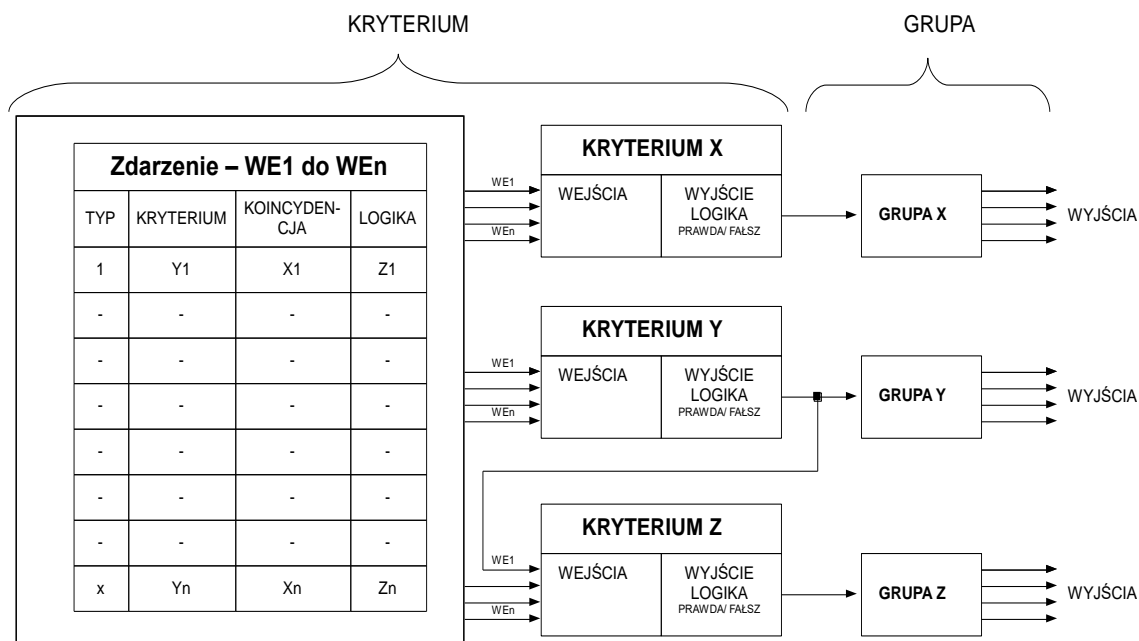 KRYTERIUM
GRUPA
Zdarzenie – WE1 do WEn
TYP KRYTERIUM KOINCYDEN- LOGIKA
CJA
1 Y1 X1 Z1
- - - -
- - - -
- - - -
- - - -
- - - -
- - - -
x Yn Xn Zn
WE1
WEn
KRYTERIUM X
WEJŚCIA
WYJŚCIE
LOGIKA
PRAWDA/ FAŁSZ
GRUPA X
WYJŚCIA
WE1
WEn
KRYTERIUM Y
WEJŚCIA
WYJŚCIE
LOGIKA
PRAWDA/ FAŁSZ
GRUPA Y
WYJŚCIA
WE1
WEn
KRYTERIUM Z
WEJŚCIA
WYJŚCIE
LOGIKA
PRAWDA/ FAŁSZ
GRUPA Z
WYJŚCIA